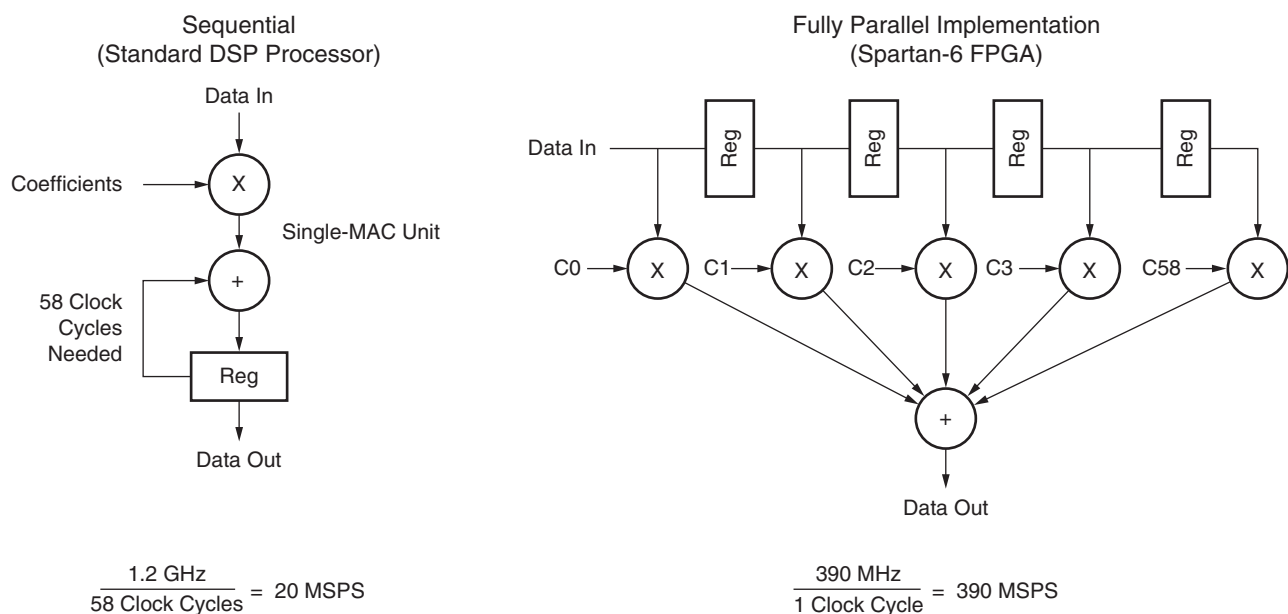 Sequential
(Standard DSP Processor)
Data In
Coefficients
X
Single-MAC Unit
+
58 Clock
Cycles
Needed
Reg
Data Out
1.2 GHz
58 Clock Cycles
= 20 MSPS
Fully Parallel Implementation
(Spartan-6 FPGA)
Data In
Reg
Reg
Reg
Reg
C0
X
C1
X
C2
X
C3
X
C58
X
+
Data Out
390 MHz
1 Clock Cycle
= 390 MSPS